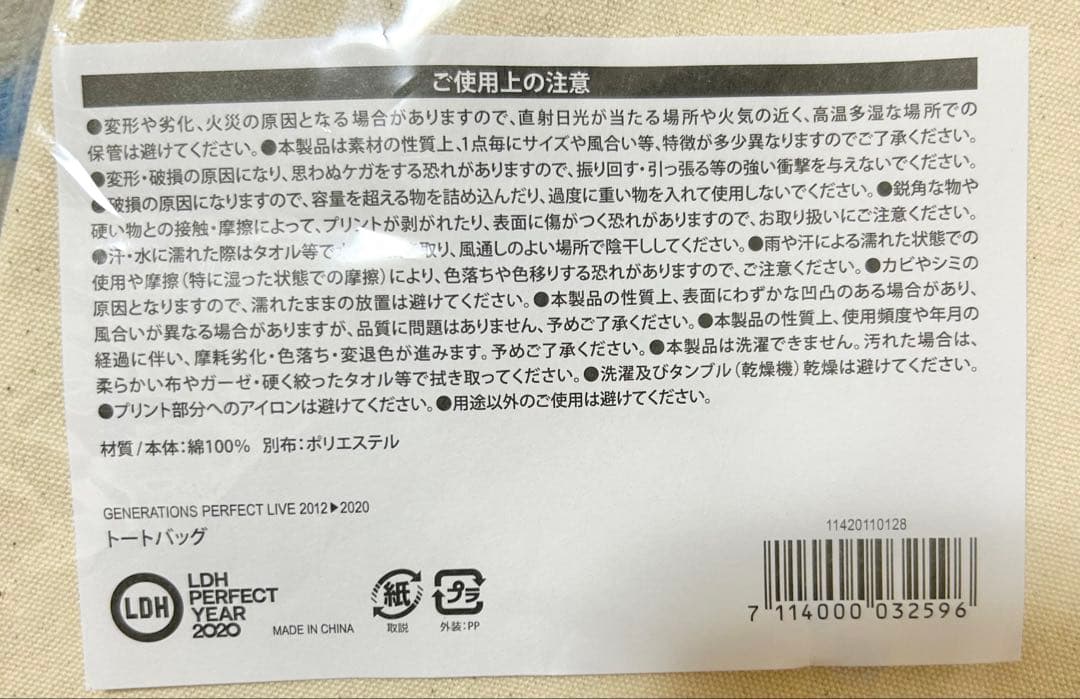 ご使用上の注意
●変形や劣化、火災の原因となる場合がありますので、直射日光が当たる場所や火気の近く、高温多湿な場所での
保管は避けてください。●本製品は素材の性質上、1点毎にサイズや風合い等、特徴が多少異なりますのでご了承ください。
●変形・破損の原因になり、思わぬケガをする恐れがありますので、振り回す・引っ張る等の強い衝撃を与えないでください。
●破損の原因になりますので、容量を超える物を詰め込んだり、過度に重い物を入れて使用しないでください。●鋭角な物や
硬い物との接触・摩擦によって、プリントが剥がれたり、表面に傷がつく恐れがありますので、お取り扱いにご注意ください。
●汗・水に濡れた際はタオル等で取り、風通しのよい場所で陰干ししてください。●雨や汗による濡れた状態での
使用や摩擦(特に湿った状態での摩擦)により、色落ちや色移りする恐れがありますので、ご注意ください。●カビやシミの
原因となりますので、濡れたままの放置は避けてください。●本製品の性質上、表面にわずかな凹凸のある場合があり、
風合いが異なる場合がありますが、品質に問題はありません、予めご了承ください。●本製品の性質上、使用頻度や年月の
経過に伴い、摩耗劣化・色落ち・変退色が進みます。予めご了承ください。●本製品は洗濯できません。汚れた場合は、
柔らかい布やガーゼ・硬く絞ったタオル等で拭き取ってください。●洗濯及びタンブル(乾燥機)乾燥は避けてください。
●プリント部分へのアイロンは避けてください。●用途以外のご使用は避けてください。
材質/本体:綿100% 別布:ポリエステル
GENERATIONS PERFECT LIVE 2012▶2020
トートバッグ
LDH
LDH
PERFECT
YEAR
2020
MADE IN CHINA
紙
取説
プラ
外装:PP
11420110128
7 114000 032596